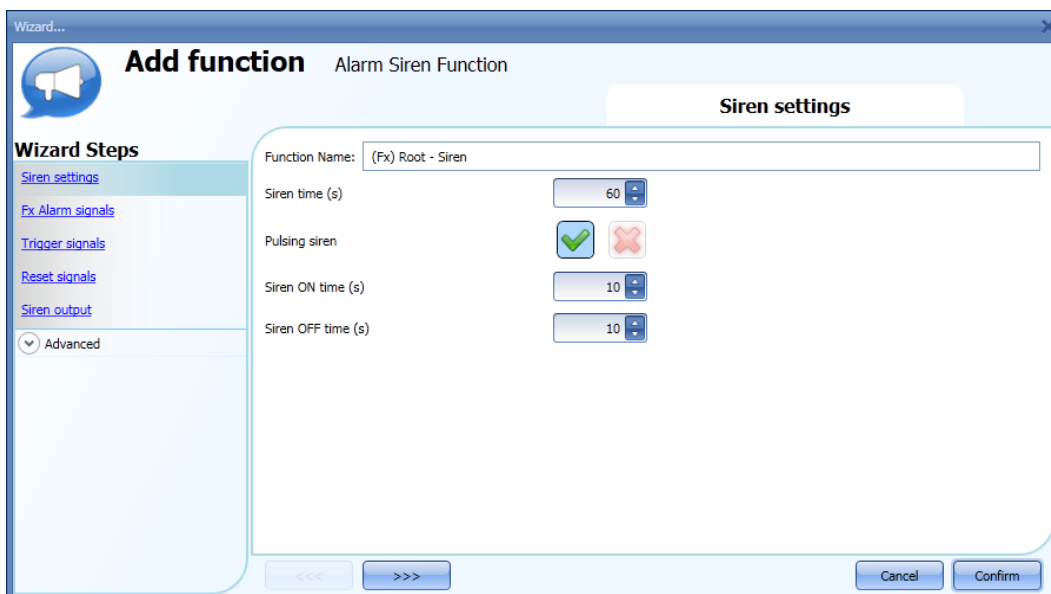 Wizard...
Add function Alarm Siren Function
Siren settings
Wizard Steps
Siren settings
Fx Alarm signals
Trigger signals
Reset signals
Siren output
Advanced
Function Name: (Fx) Root - Siren
Siren time (s) 60
Pulsing siren
Siren ON time (s) 10
Siren OFF time (s) 10
<<< >>> Cancel Confirm